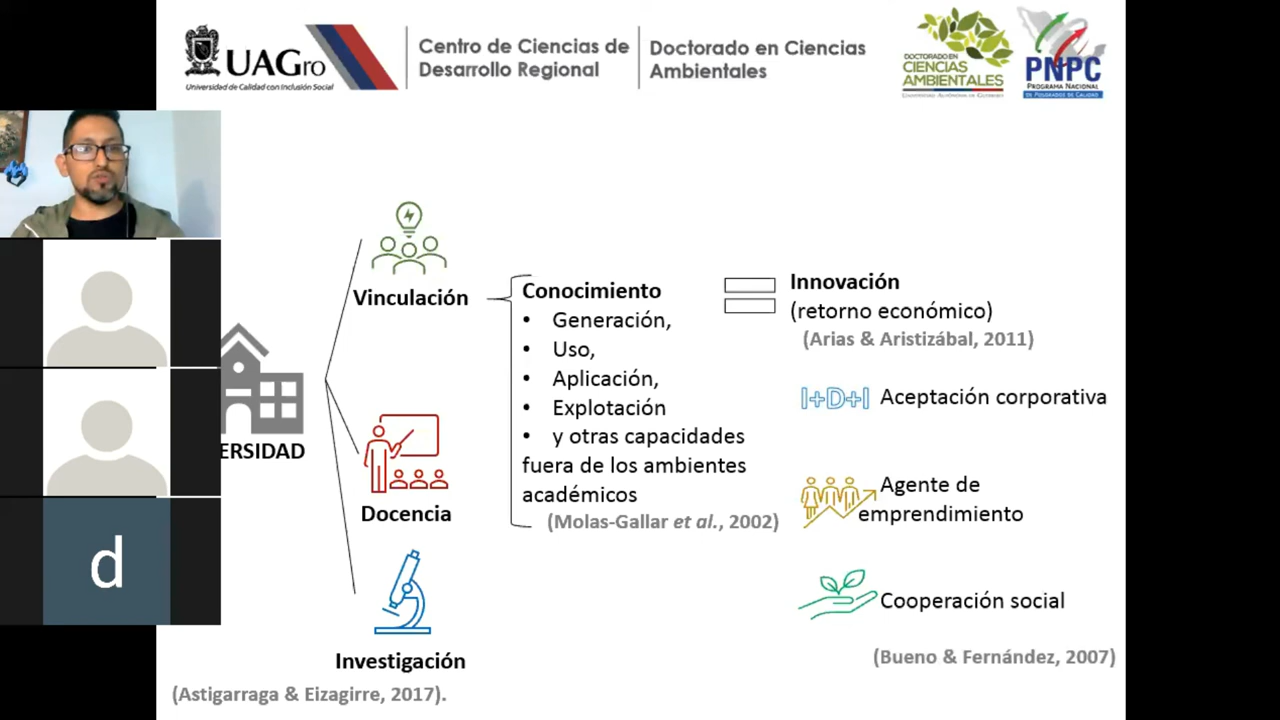 UAGro
Universidad de Calidad con Inclusión Social
Centro de Ciencias de
Desarrollo Regional
Doctorado en Ciencias
Ambientales
DOCTORADO EN
CIENCIAS
AMBIENTALES
PNPC
PROGRAMA NACIONAL
DE POSGRADOS DE CALIDAD
ERSIDAD
Vinculación
Docencia
Investigación
(Astigarraga & Eizagirre, 2017).
Conocimiento
• Generación,
• Uso,
• Aplicación,
• Explotación
• y otras capacidades
fuera de los ambientes
académicos
(Molas-Gallar et al., 2002)
Innovación
(retorno económico)
(Arias & Aristizábal, 2011)
I+D+I Aceptación corporativa
Agente de
emprendimiento
Cooperación social
(Bueno & Fernández, 2007)
d